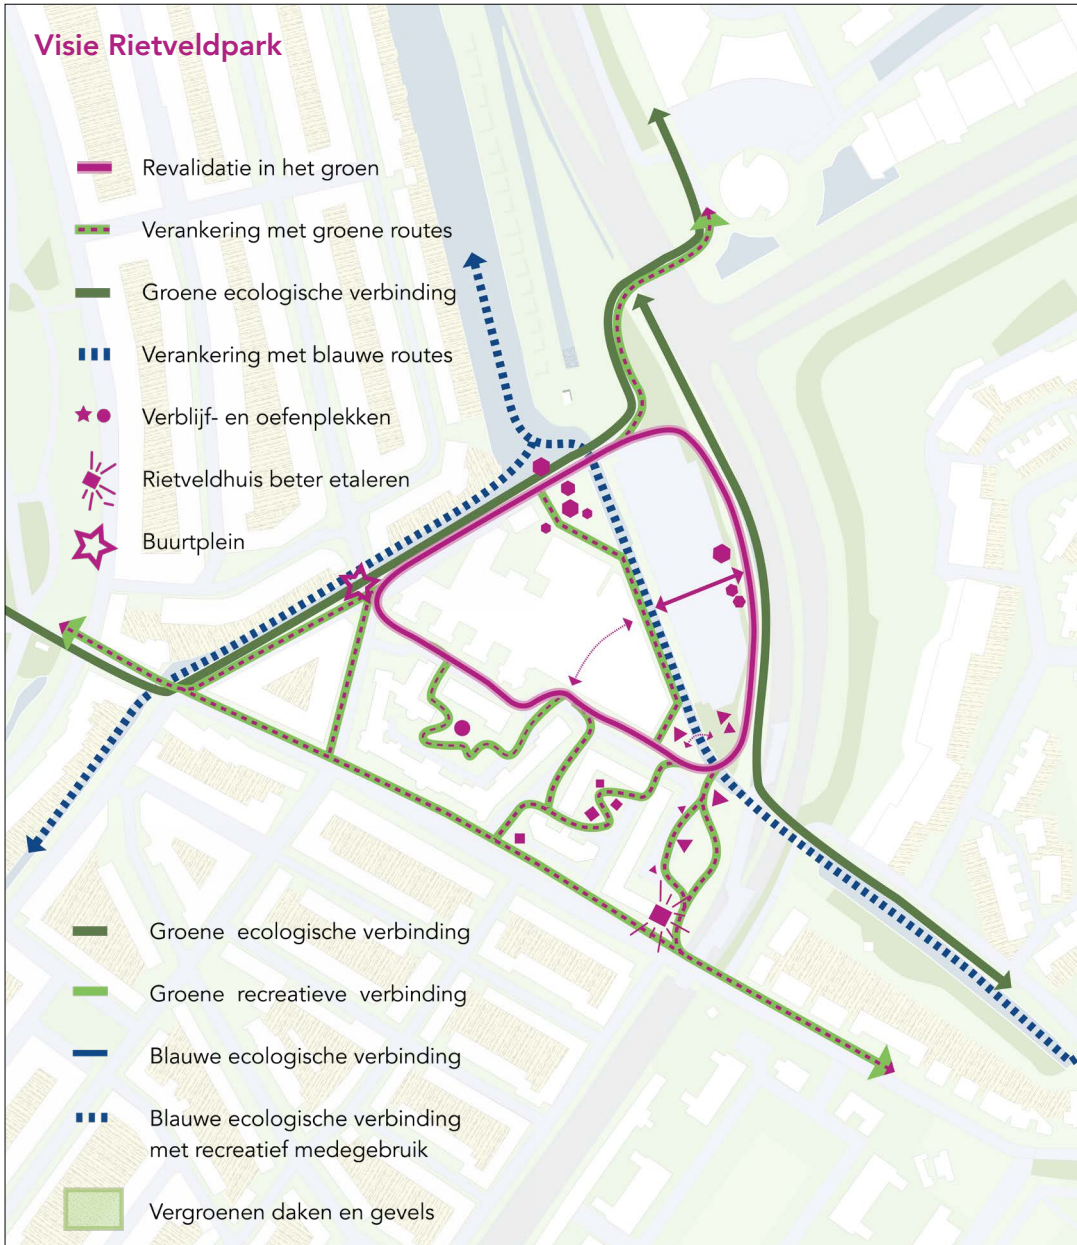 Visie Rietveldpark
Revalidatie in het groen
Verankering met groene routes
Groene ecologische verbinding
Verankering met blauwe routes
Verblijf- en oefenplekken
Rietveldhuis beter etaleren
Buurtplein
Groene ecologische verbinding
Groene recreatieve verbinding
Blauwe ecologische verbinding
Blauwe ecologische verbinding
met recreatief medegebruik
Vergroenen daken en gevels